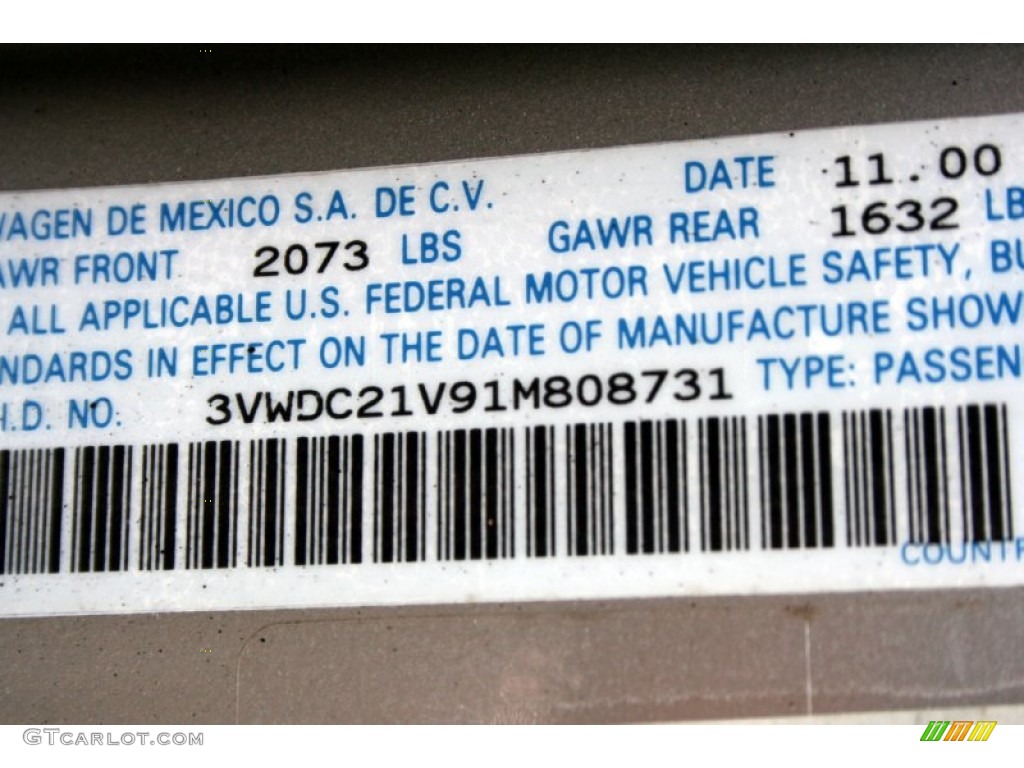 WAGEN DE MEXICO S.A. DE C.V. DATE 11.00
AWR FRONT 2073 LBS GAWR REAR 1632 LB
ALL APPLICABLE U.S. FEDERAL MOTOR VEHICLE SAFETY, BU
NDARDS IN EFFECT ON THE DATE OF MANUFACTURE SHOW
H.D. NO: 3VWDC21V91M808731 TYPE: PASSEN
COUNTR
GTCARLOT.COM